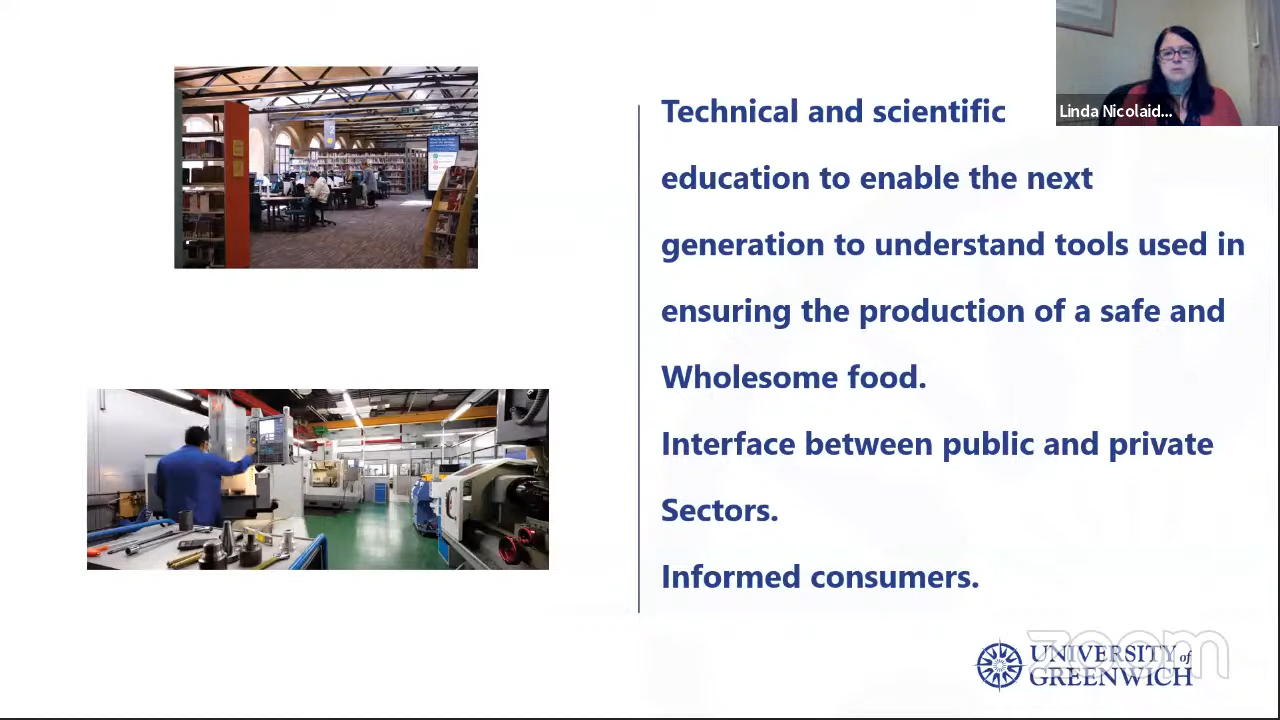 Linda Nicolaid...
Technical and scientific
education to enable the next
generation to understand tools used in
ensuring the production of a safe and
Wholesome food.
Interface between public and private
Sectors.
Informed consumers.
zoom
UNIVERSITY of
GREENWICH